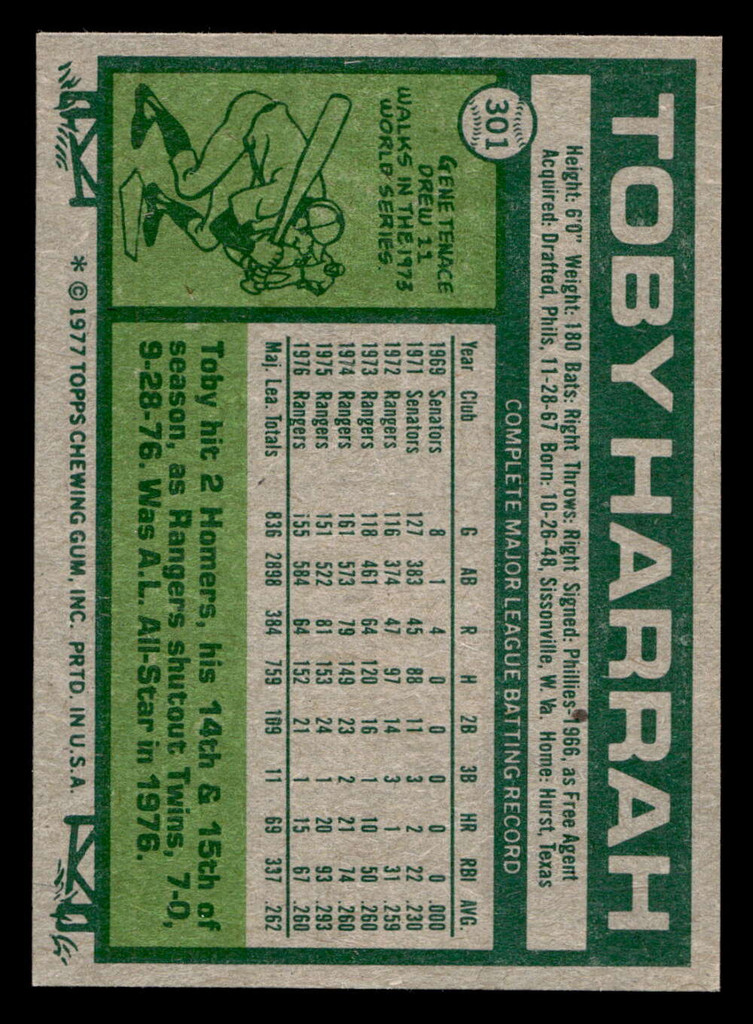 TOBY HARRAH
301
Height: 6'0" Weight: 180 Bats: Right Throws: Right Signed: Phillies-1966, as Free Agent
Acquired: Drafted, Phils, 11-28-67 Born: 10-26-48, Sissonville, W. Va. Home: Hurst, Texas
COMPLETE MAJOR LEAGUE BATTING RECORD
Year Club G AB R H 2B 3B HR RBI AVG.
1969 Senators 8 1 4 0 0 0 0 0 .000
1971 Senators 127 383 45 88 11 3 2 22 .230
1972 Rangers 116 374 47 97 14 3 1 31 .259
1973 Rangers 118 461 64 120 16 1 10 50 .260
1974 Rangers 161 573 79 149 23 2 21 74 .260
1975 Rangers 151 522 81 153 24 1 20 93 .293
1976 Rangers 155 584 64 152 21 1 15 67 .260
Maj. Lea. Totals 836 2898 384 759 109 11 69 337 .262
GENE TENACE
DREW 11
WALKS IN THE 1973
WORLD SERIES.
Toby hit 2 Homers, his 14th & 15th of
season, as Rangers shutout Twins, 7-0,
9-28-76. Was A.L. All-Star in 1976.
* © 1977 TOPPS CHEWING GUM, INC. PRTD. IN U.S.A.